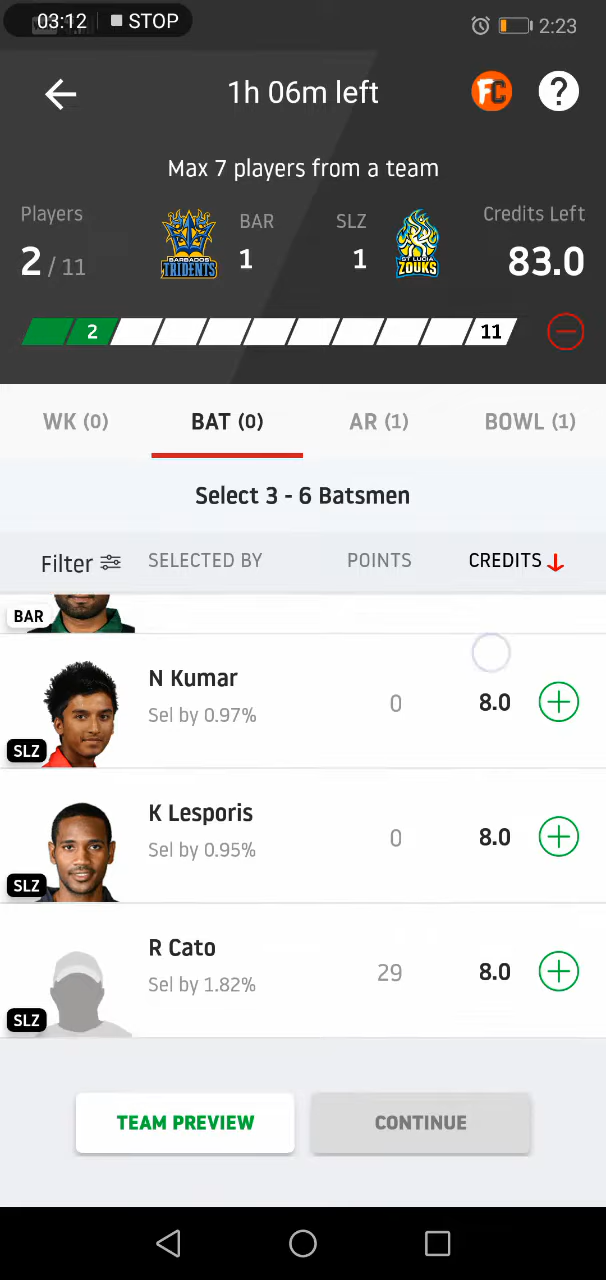 03:12 STOP
2:23
1h 06m left
FC
?
Max 7 players from a team
Players
BAR
SLZ
Credits Left
2 / 11
1
1
83.0
BARBADOS
TRIDENTS
ST LUCIA
ZOUKS
2
11
WK (0)
BAT (0)
AR (1)
BOWL (1)
Select 3 - 6 Batsmen
Filter
SELECTED BY
POINTS
CREDITS
BAR
N Kumar
Sel by 0.97%
0
8.0
SLZ
K Lesporis
Sel by 0.95%
0
8.0
SLZ
R Cato
Sel by 1.82%
29
8.0
SLZ
TEAM PREVIEW
CONTINUE